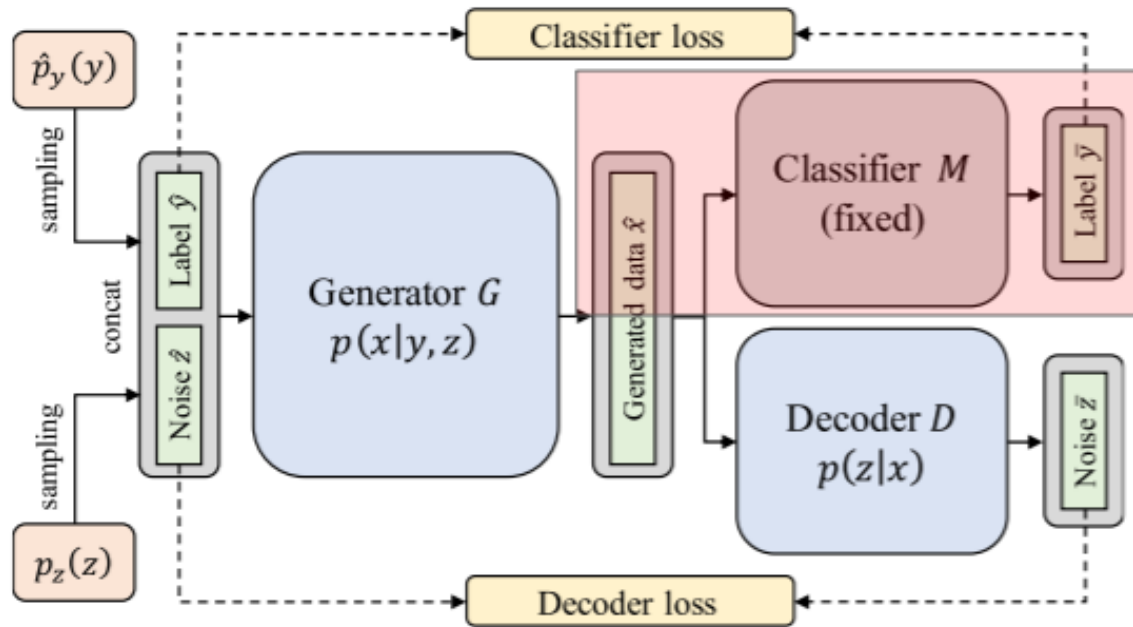 Classifier loss
p̂_y(y)
sampling
Label ŷ
concat
Noise ẑ
sampling
p_z(z)
Generator G
p(x|y, z)
Generated data x̂
Classifier M
(fixed)
Label ȳ
Decoder D
p(z|x)
Noise z̄
Decoder loss